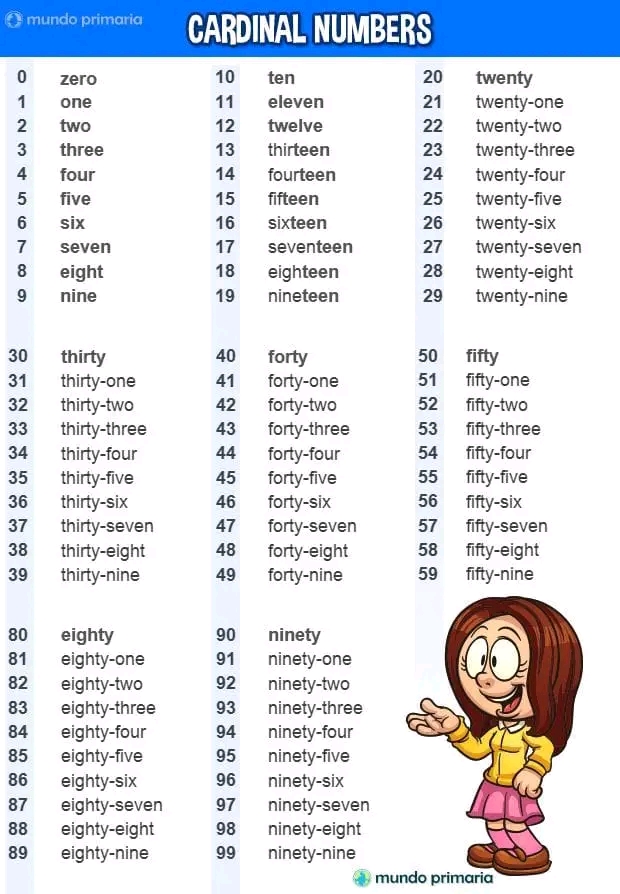 mundo primaria
CARDINAL NUMBERS
0 zero
1 one
2 two
3 three
4 four
5 five
6 six
7 seven
8 eight
9 nine
10 ten
11 eleven
12 twelve
13 thirteen
14 fourteen
15 fifteen
16 sixteen
17 seventeen
18 eighteen
19 nineteen
20 twenty
21 twenty-one
22 twenty-two
23 twenty-three
24 twenty-four
25 twenty-five
26 twenty-six
27 twenty-seven
28 twenty-eight
29 twenty-nine
30 thirty
31 thirty-one
32 thirty-two
33 thirty-three
34 thirty-four
35 thirty-five
36 thirty-six
37 thirty-seven
38 thirty-eight
39 thirty-nine
40 forty
41 forty-one
42 forty-two
43 forty-three
44 forty-four
45 forty-five
46 forty-six
47 forty-seven
48 forty-eight
49 forty-nine
50 fifty
51 fifty-one
52 fifty-two
53 fifty-three
54 fifty-four
55 fifty-five
56 fifty-six
57 fifty-seven
58 fifty-eight
59 fifty-nine
80 eighty
81 eighty-one
82 eighty-two
83 eighty-three
84 eighty-four
85 eighty-five
86 eighty-six
87 eighty-seven
88 eighty-eight
89 eighty-nine
90 ninety
91 ninety-one
92 ninety-two
93 ninety-three
94 ninety-four
95 ninety-five
96 ninety-six
97 ninety-seven
98 ninety-eight
99 ninety-nine
mundo primaria